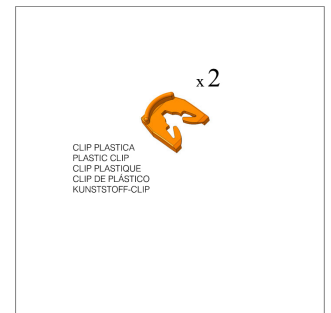 x 2
CLIP PLASTICA
PLASTIC CLIP
CLIP PLASTIQUE
CLIP DE PLÁSTICO
KUNSTSTOFF-CLIP